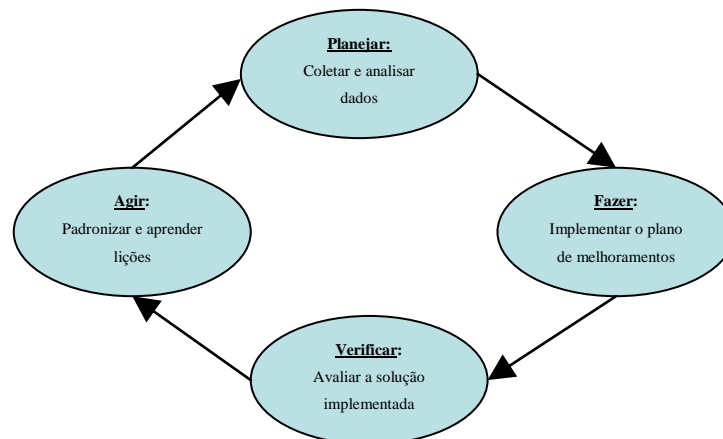 Planejar:
Coletar e analisar
dados
Fazer:
Implementar o plano
de melhoramentos
Verificar:
Avaliar a solução
implementada
Agir:
Padronizar e aprender
lições